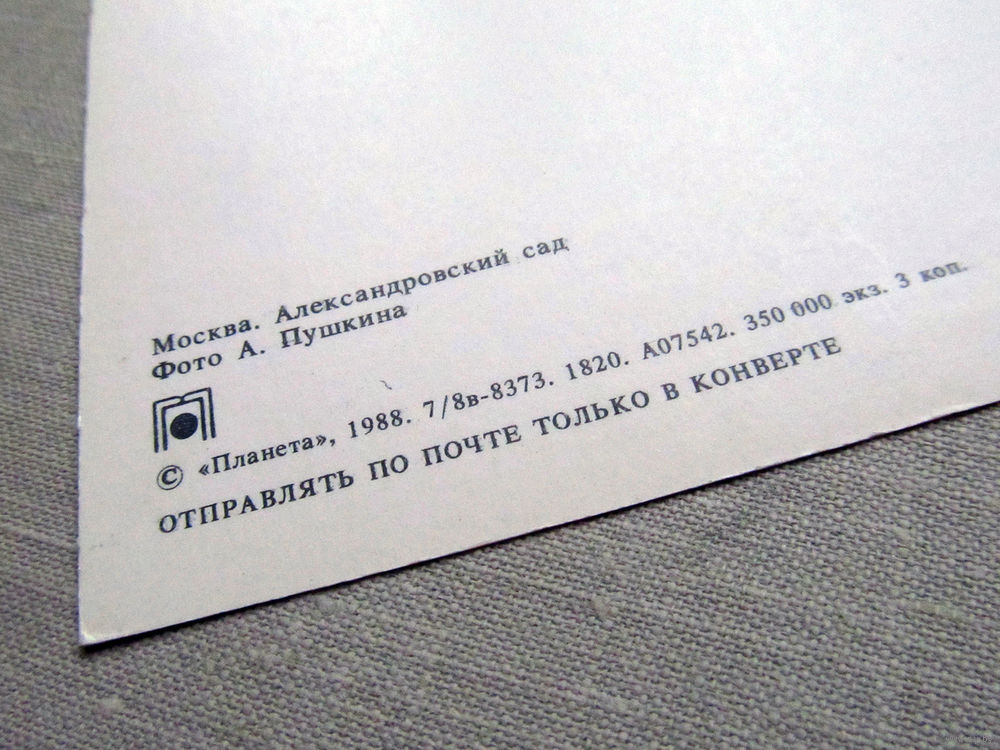 Москва. Александровский сад
Фото А. Пушкина
© «Планета», 1988. 7/8в-8373. 1820. А07542. 350 000 экз. 3 коп.
ОТПРАВЛЯТЬ ПО ПОЧТЕ ТОЛЬКО В КОНВЕРТЕ